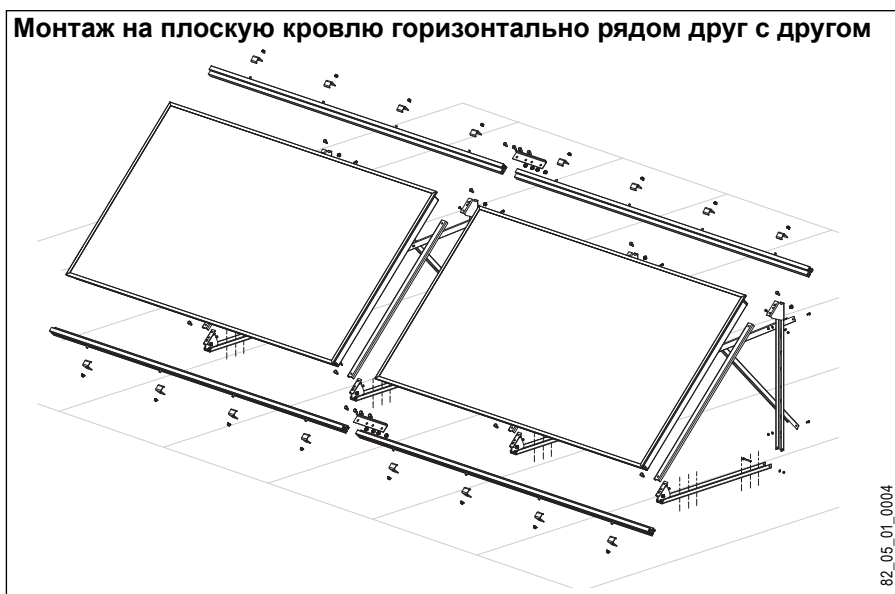 Монтаж на плоскую кровлю горизонтально рядом друг с другом
82_05_01_0004